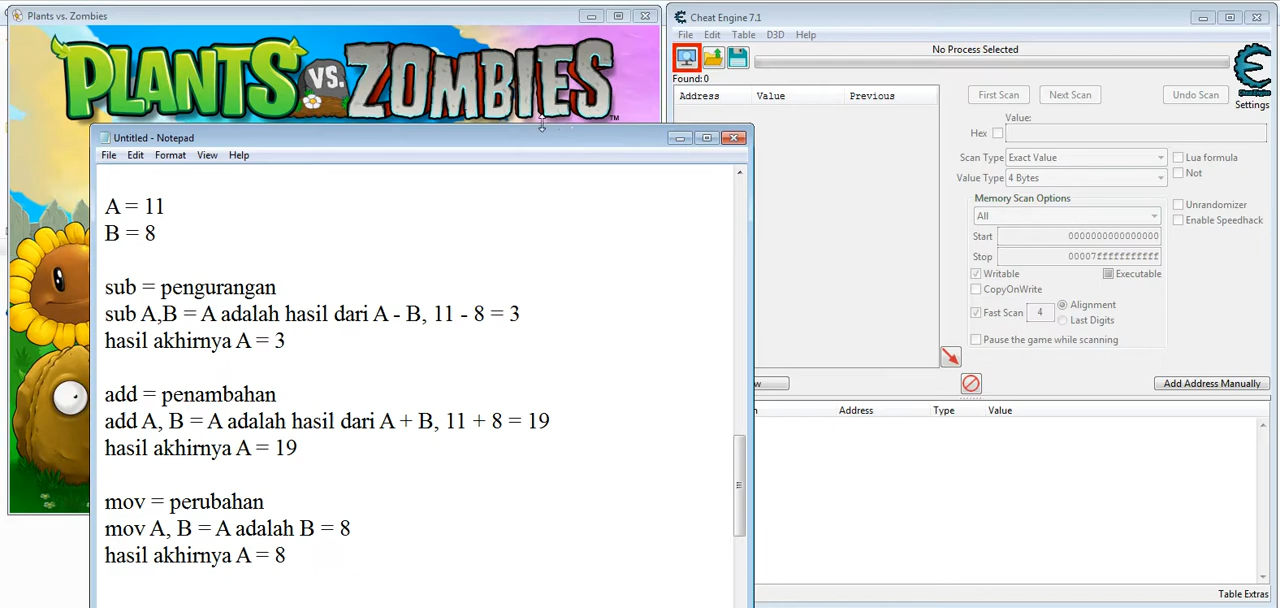 Plants vs. Zombies
PLANTS VS. ZOMBIES™
Untitled - Notepad
File Edit Format View Help
A = 11
B = 8
sub = pengurangan
sub A,B = A adalah hasil dari A - B, 11 - 8 = 3
hasil akhirnya A = 3
add = penambahan
add A, B = A adalah hasil dari A + B, 11 + 8 = 19
hasil akhirnya A = 19
mov = perubahan
mov A, B = A adalah B = 8
hasil akhirnya A = 8
Cheat Engine 7.1
File Edit Table D3D Help
No Process Selected
Found: 0
Address Value Previous
First Scan Next Scan Undo Scan
Cheat Engine
Settings
Value:
Hex
Scan Type Exact Value
Value Type 4 Bytes
Lua formula
Not
Memory Scan Options
All
Unrandomizer
Enable Speedhack
Start 0000000000000000
Stop 00007fffffffffff
Writable Executable
CopyOnWrite
Fast Scan 4 Alignment
Last Digits
Pause the game while scanning
Add Address Manually
Address Type Value
Table Extras